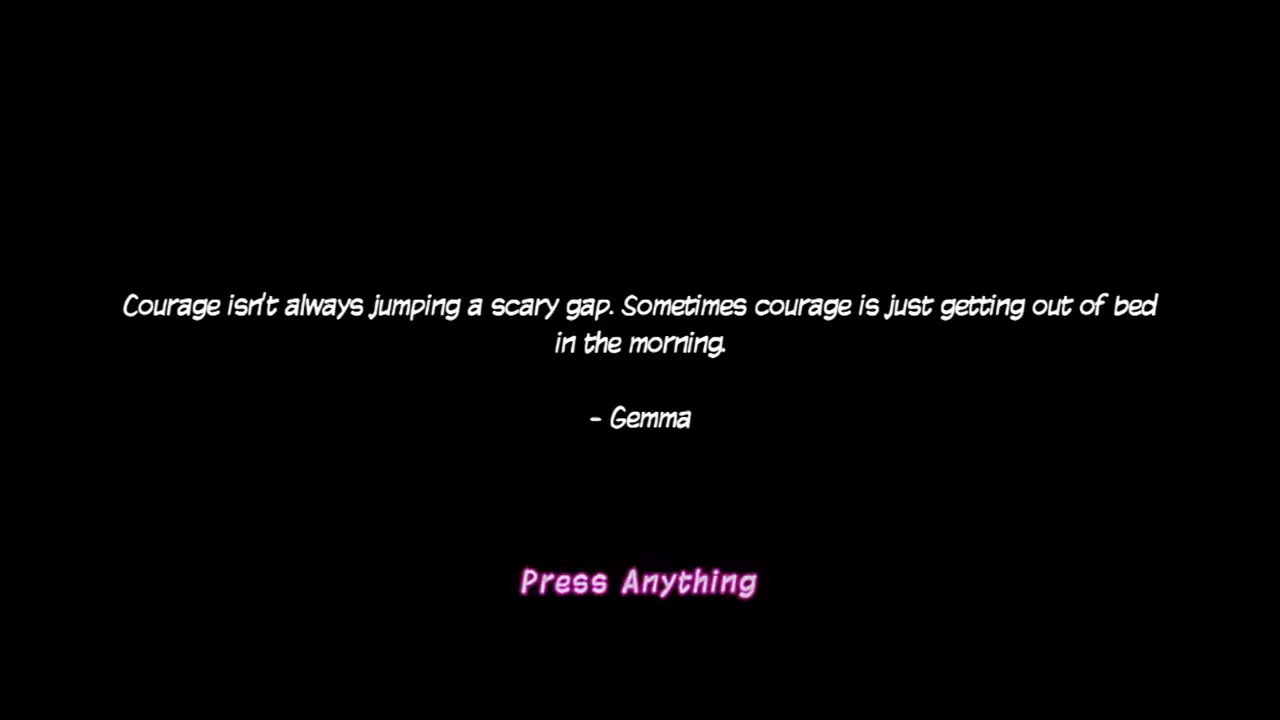 Courage isn't always jumping a scary gap. Sometimes courage is just getting out of bed
in the morning.
- Gemma
Press Anything